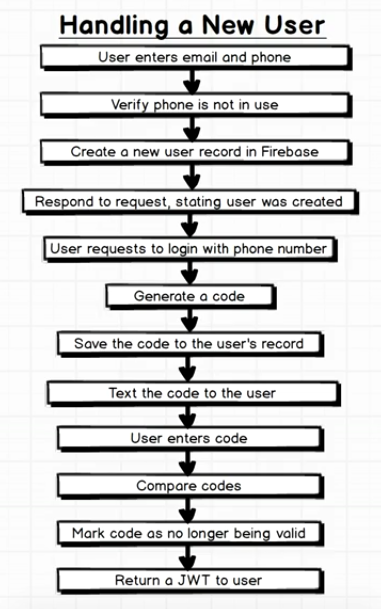 Handling a New User
User enters email and phone
Verify phone is not in use
Create a new user record in Firebase
Respond to request, stating user was created
User requests to login with phone number
Generate a code
Save the code to the user's record
Text the code to the user
User enters code
Compare codes
Mark code as no longer being valid
Return a JWT to user